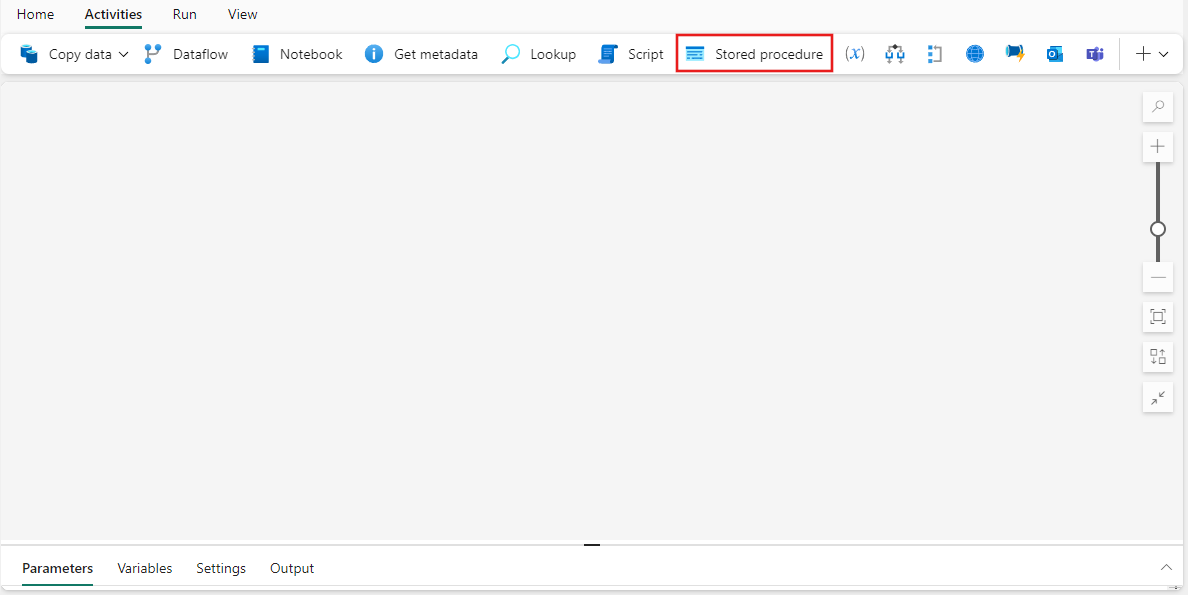 Home Activities Run View
Copy data Dataflow Notebook Get metadata Lookup Script Stored procedure (x)
Parameters Variables Settings Output